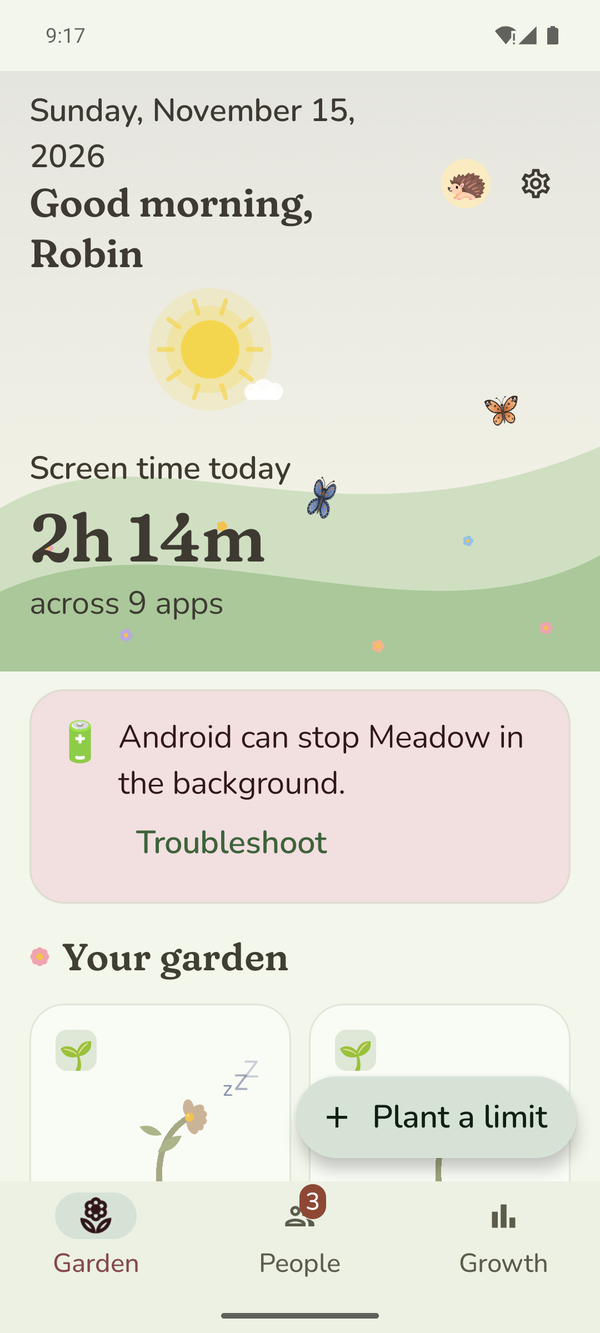 9:17
Sunday, November 15,
2026
Good morning,
Robin
Screen time today
2h 14m
across 9 apps
Android can stop Meadow in
the background.
Troubleshoot
Your garden
z Z Z
+ Plant a limit
3
Garden
People
Growth